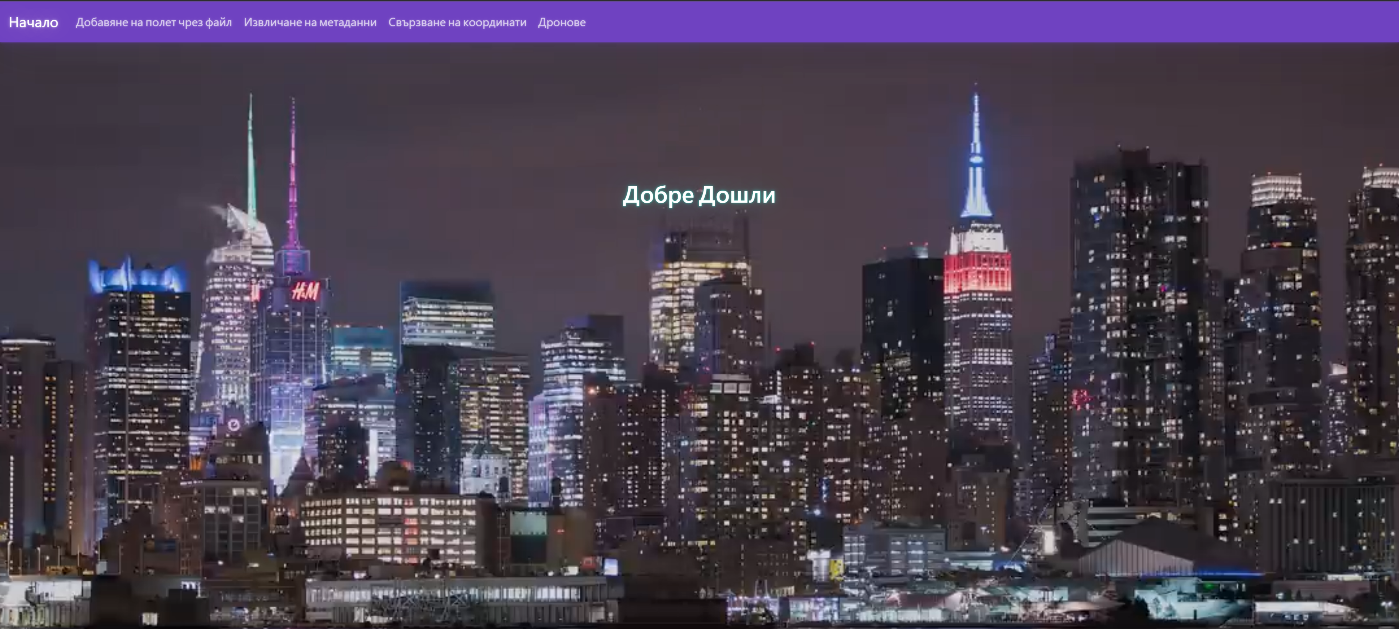 Начало Добавяне на полет чрез файл Извличане на метаданни Свързване на координати Дронове
Добре Дошли
H&M